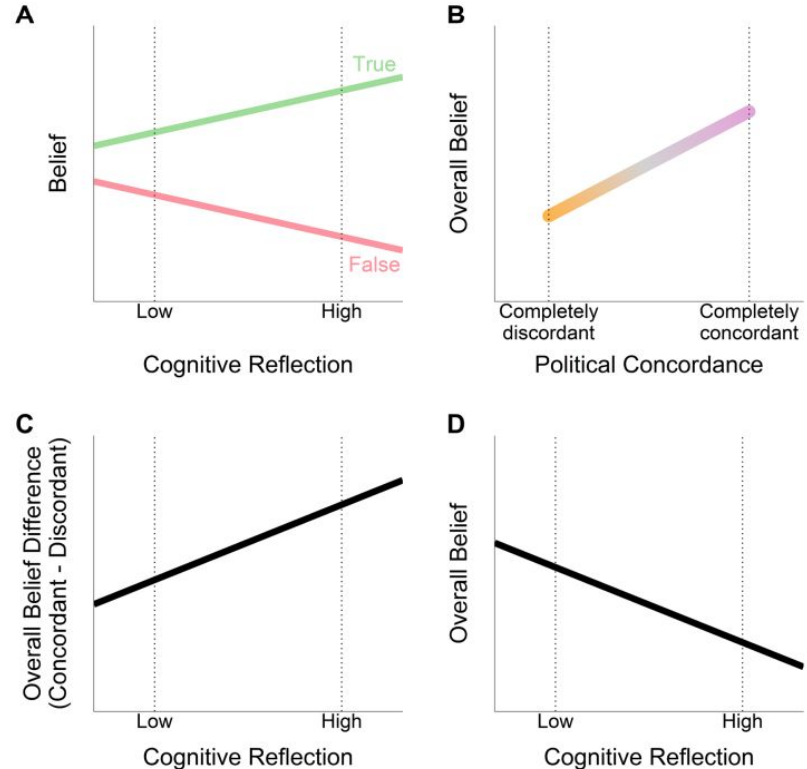 A
Belief
True
False
Low
High
Cognitive Reflection
B
Overall Belief
Completely
discordant
Completely
concordant
Political Concordance
C
Overall Belief Difference
(Concordant - Discordant)
Low
High
Cognitive Reflection
D
Overall Belief
Low
High
Cognitive Reflection